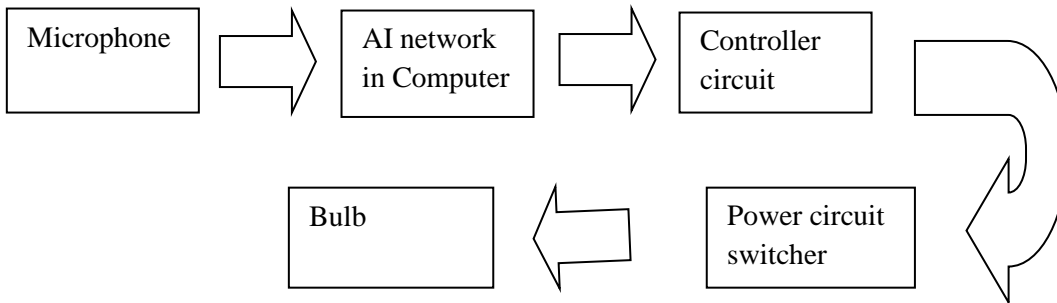 Microphone
AI network
in Computer
Controller
circuit
Bulb
Power circuit
switcher